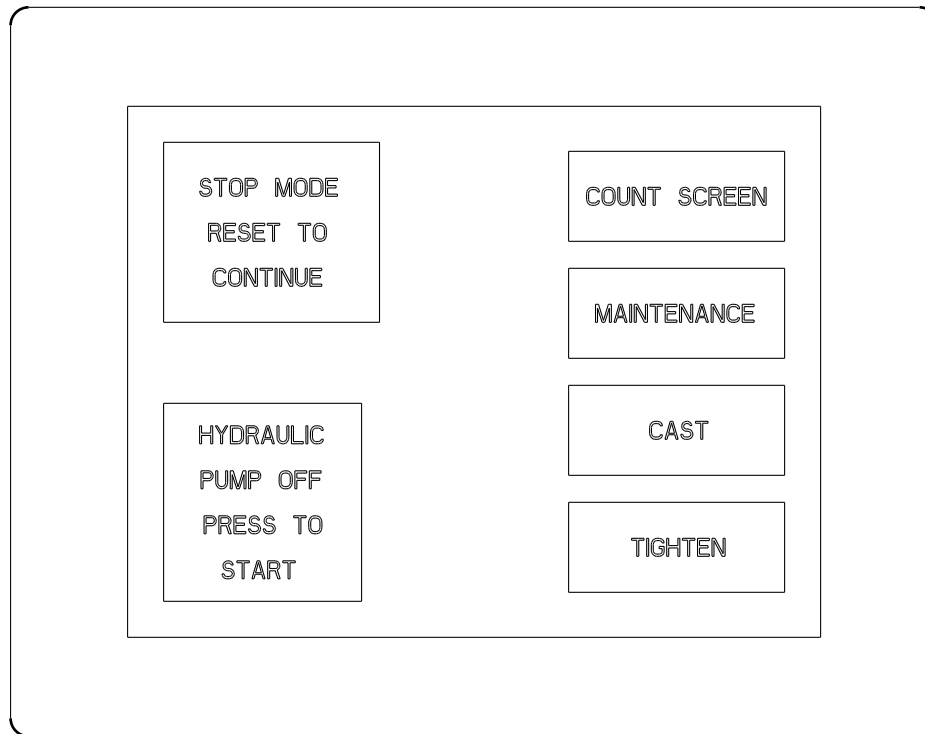 STOP MODE
RESET TO
CONTINUE
HYDRAULIC
PUMP OFF
PRESS TO
START
COUNT SCREEN
MAINTENANCE
CAST
TIGHTEN